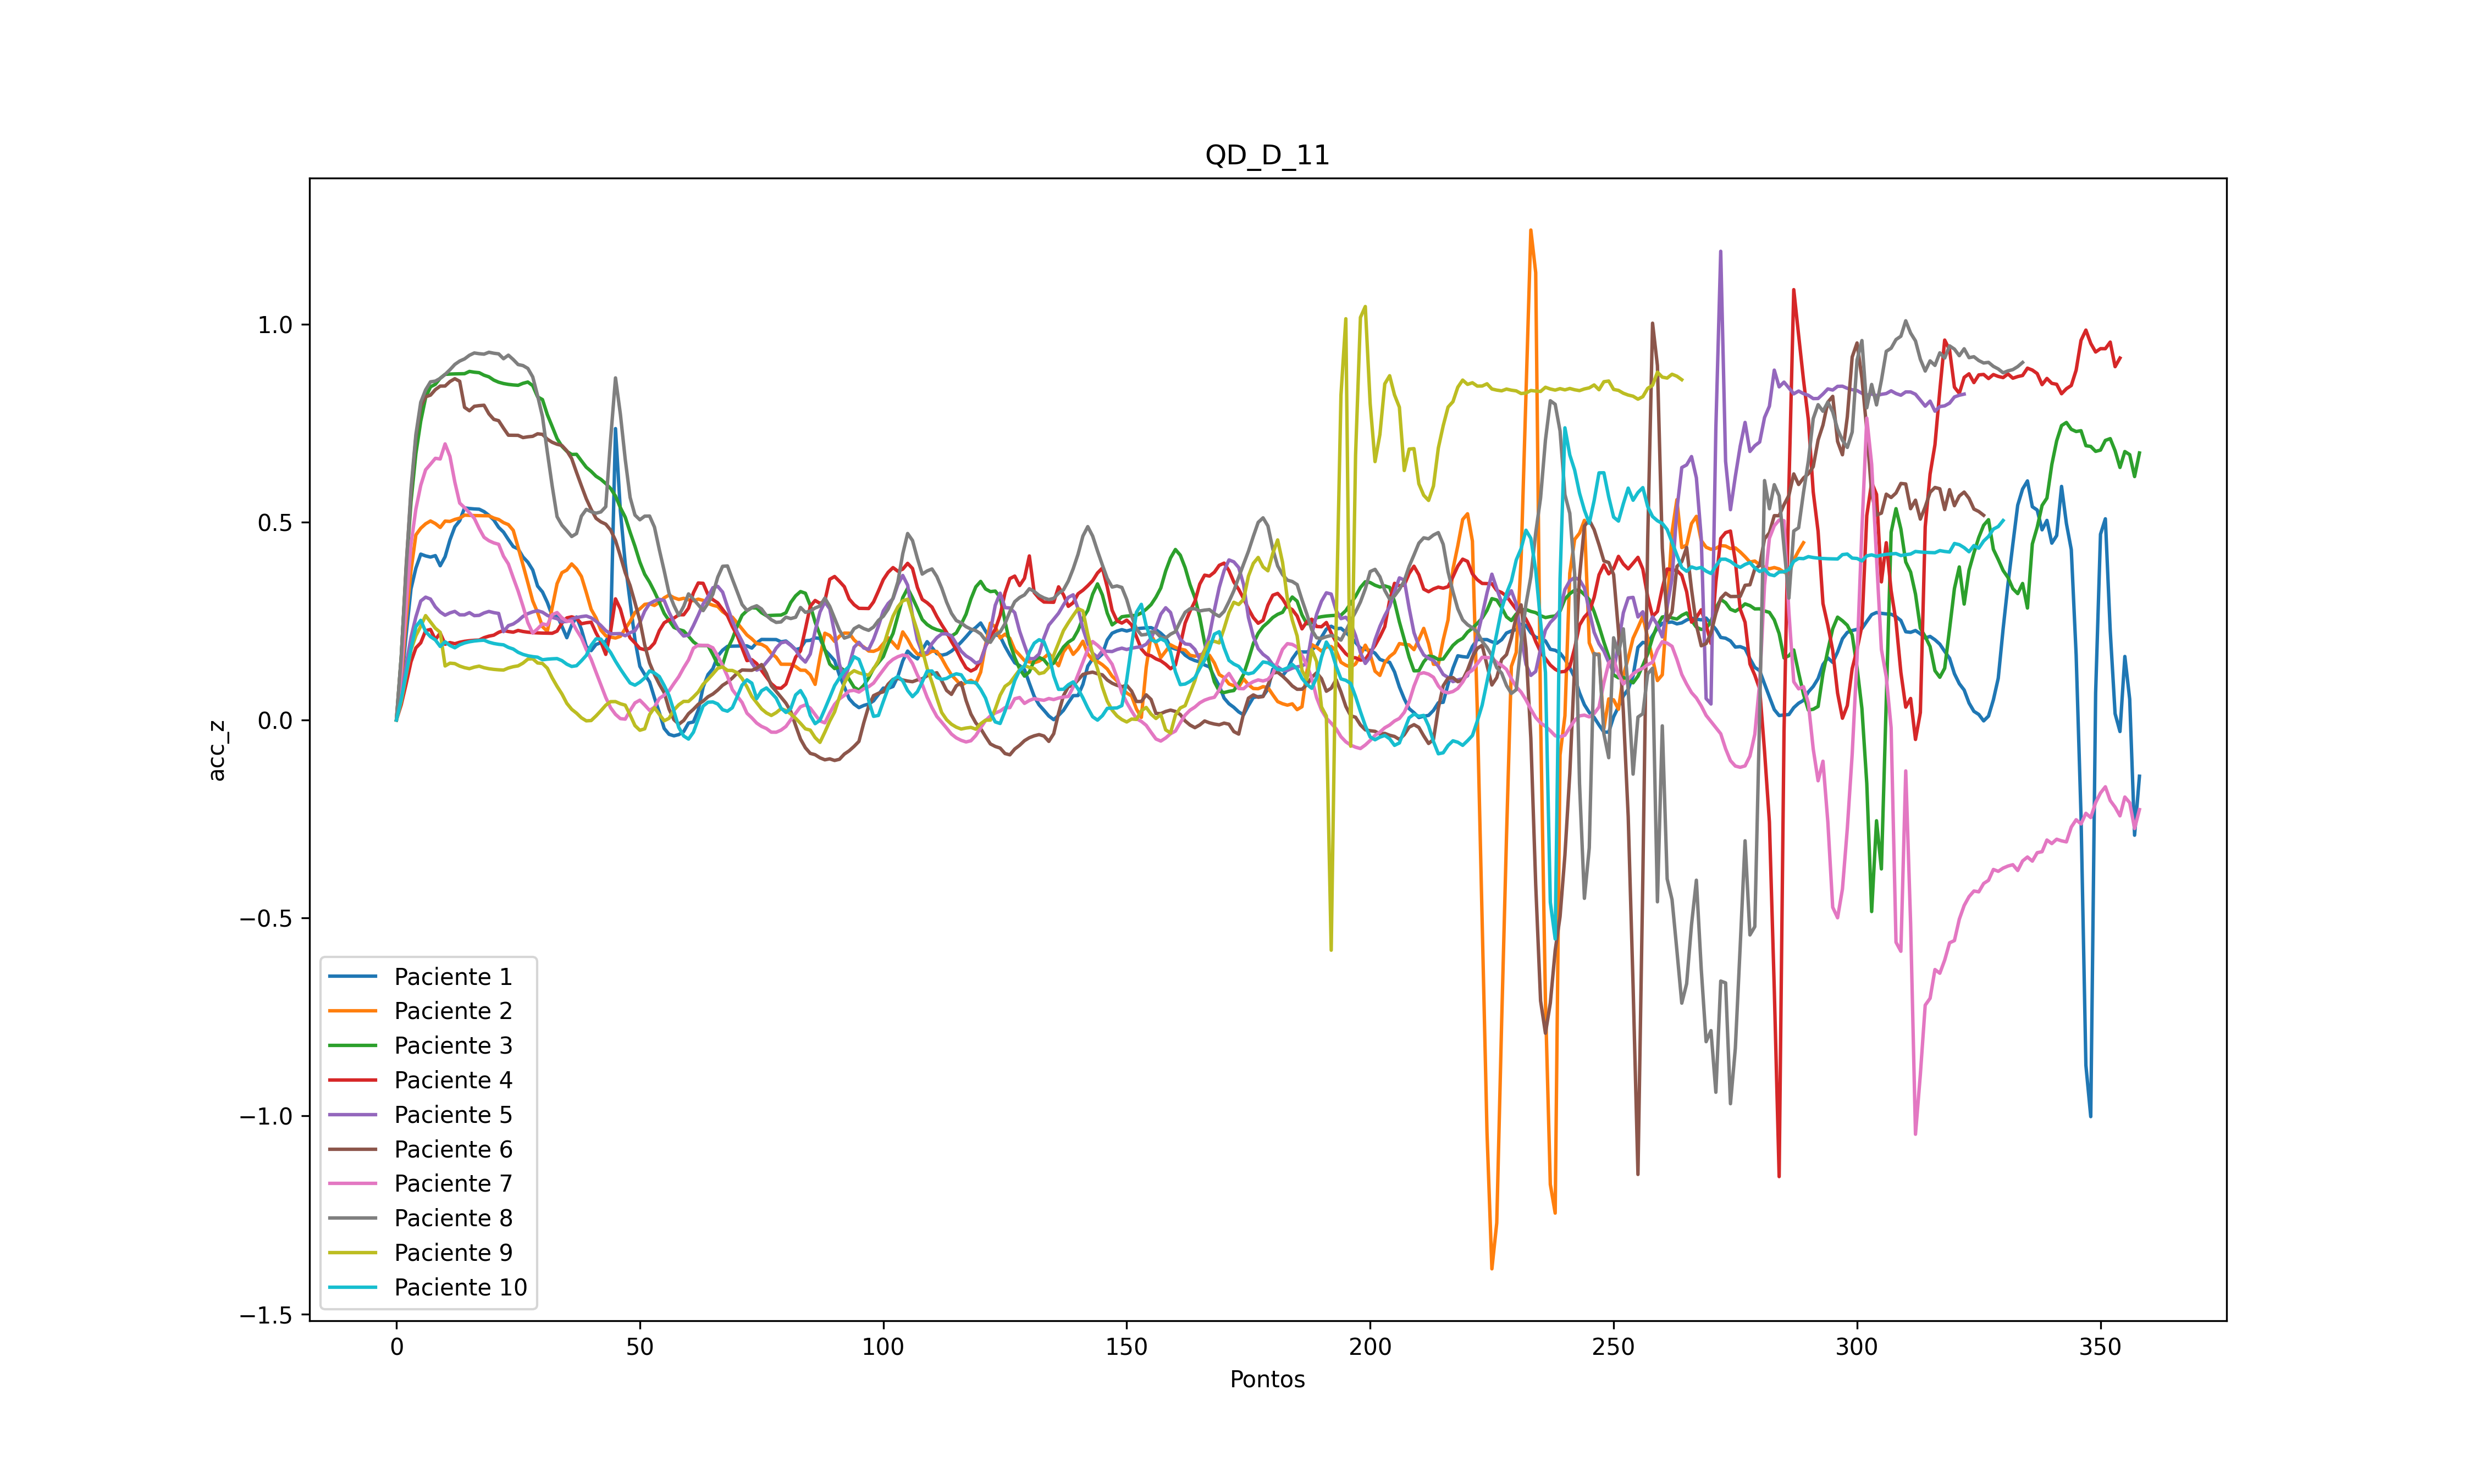 QD_D_11
acc_z
1.0
0.5
0.0
−0.5
−1.0
−1.5
Paciente 1
Paciente 2
Paciente 3
Paciente 4
Paciente 5
Paciente 6
Paciente 7
Paciente 8
Paciente 9
Paciente 10
0 50 100 150 200 250 300 350
Pontos